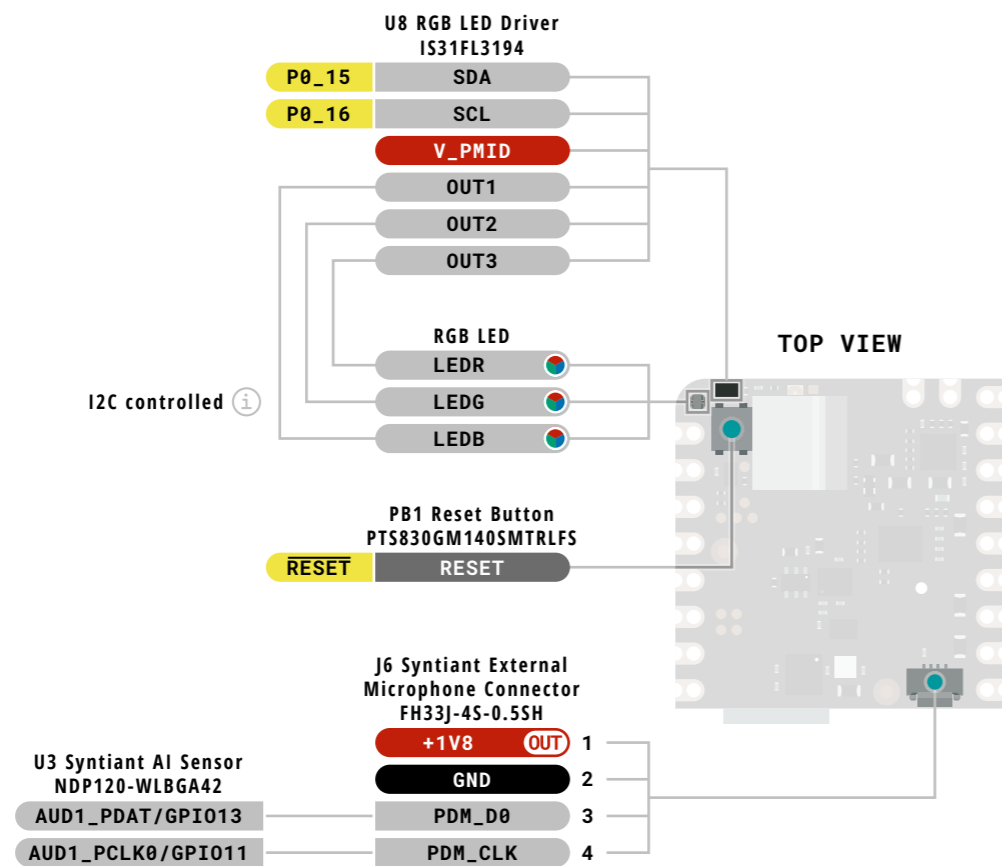 U8 RGB LED Driver
IS31FL3194
P0_15 SDA
P0_16 SCL
V_PMID
OUT1
OUT2
OUT3
RGB LED
LEDR
I2C controlled i LEDG
LEDB
TOP VIEW
PB1 Reset Button
PTS830GM140SMTRLFS
RESET RESET
J6 Syntiant External
Microphone Connector
FH33J-4S-0.5SH
+1V8 OUT 1
GND 2
U3 Syntiant AI Sensor
NDP120-WLBGA42
AUD1_PDAT/GPIO13 PDM_D0 3
AUD1_PCLK0/GPIO11 PDM_CLK 4